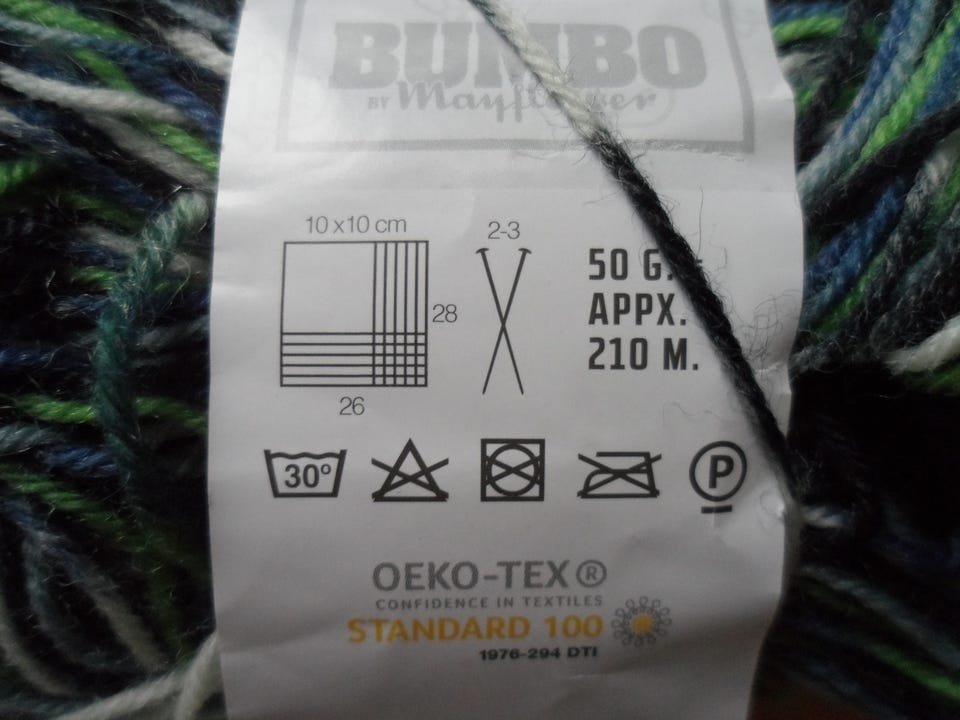 BUMBO
BY Mayflower
10 x 10 cm
28
26
2-3
50 G. -
APPX.
210 M.
30°
P
OEKO-TEX®
CONFIDENCE IN TEXTILES
STANDARD 100
1976-294 DTI